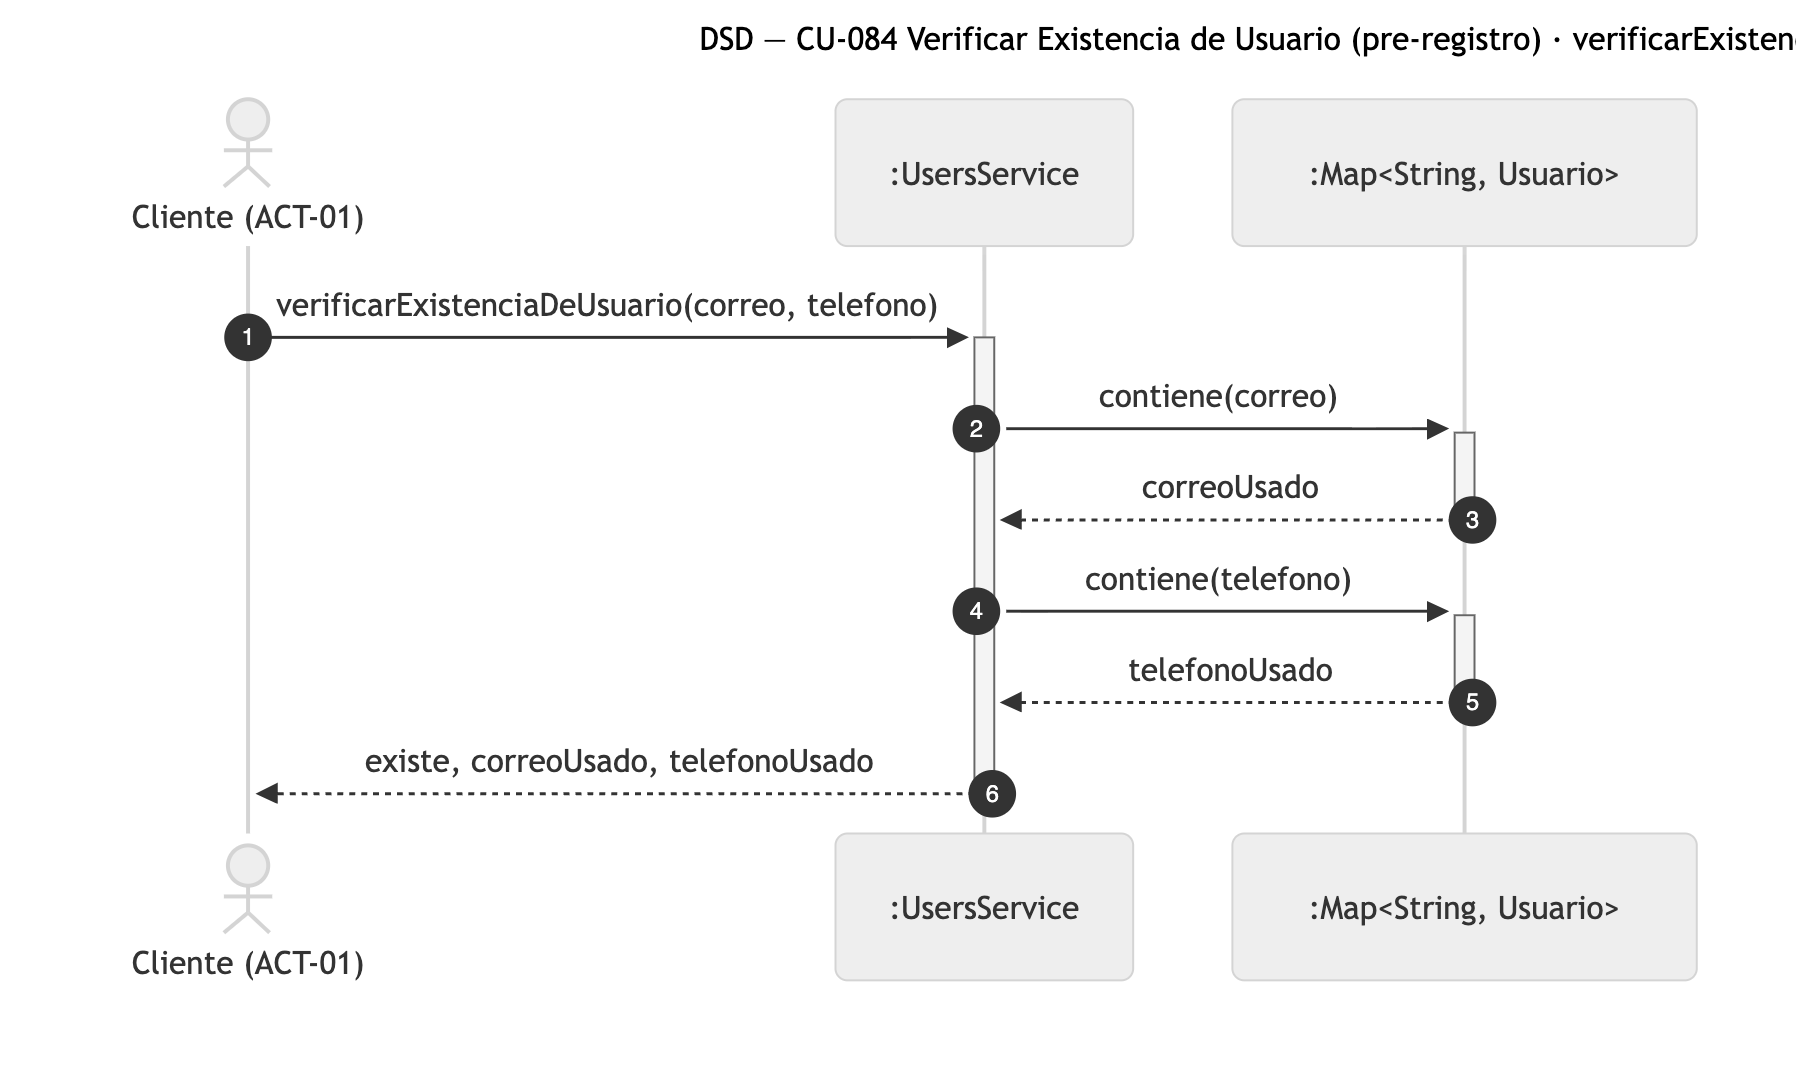 DSD — CU-084 Verificar Existencia de Usuario (pre-registro) · verificarExisten
Cliente (ACT-01)
:UsersService
:Map<String, Usuario>
verificarExistenciaDeUsuario(correo, telefono)
1
contiene(correo)
2
correoUsado
3
contiene(telefono)
4
telefonoUsado
5
existe, correoUsado, telefonoUsado
6
Cliente (ACT-01)
:UsersService
:Map<String, Usuario>